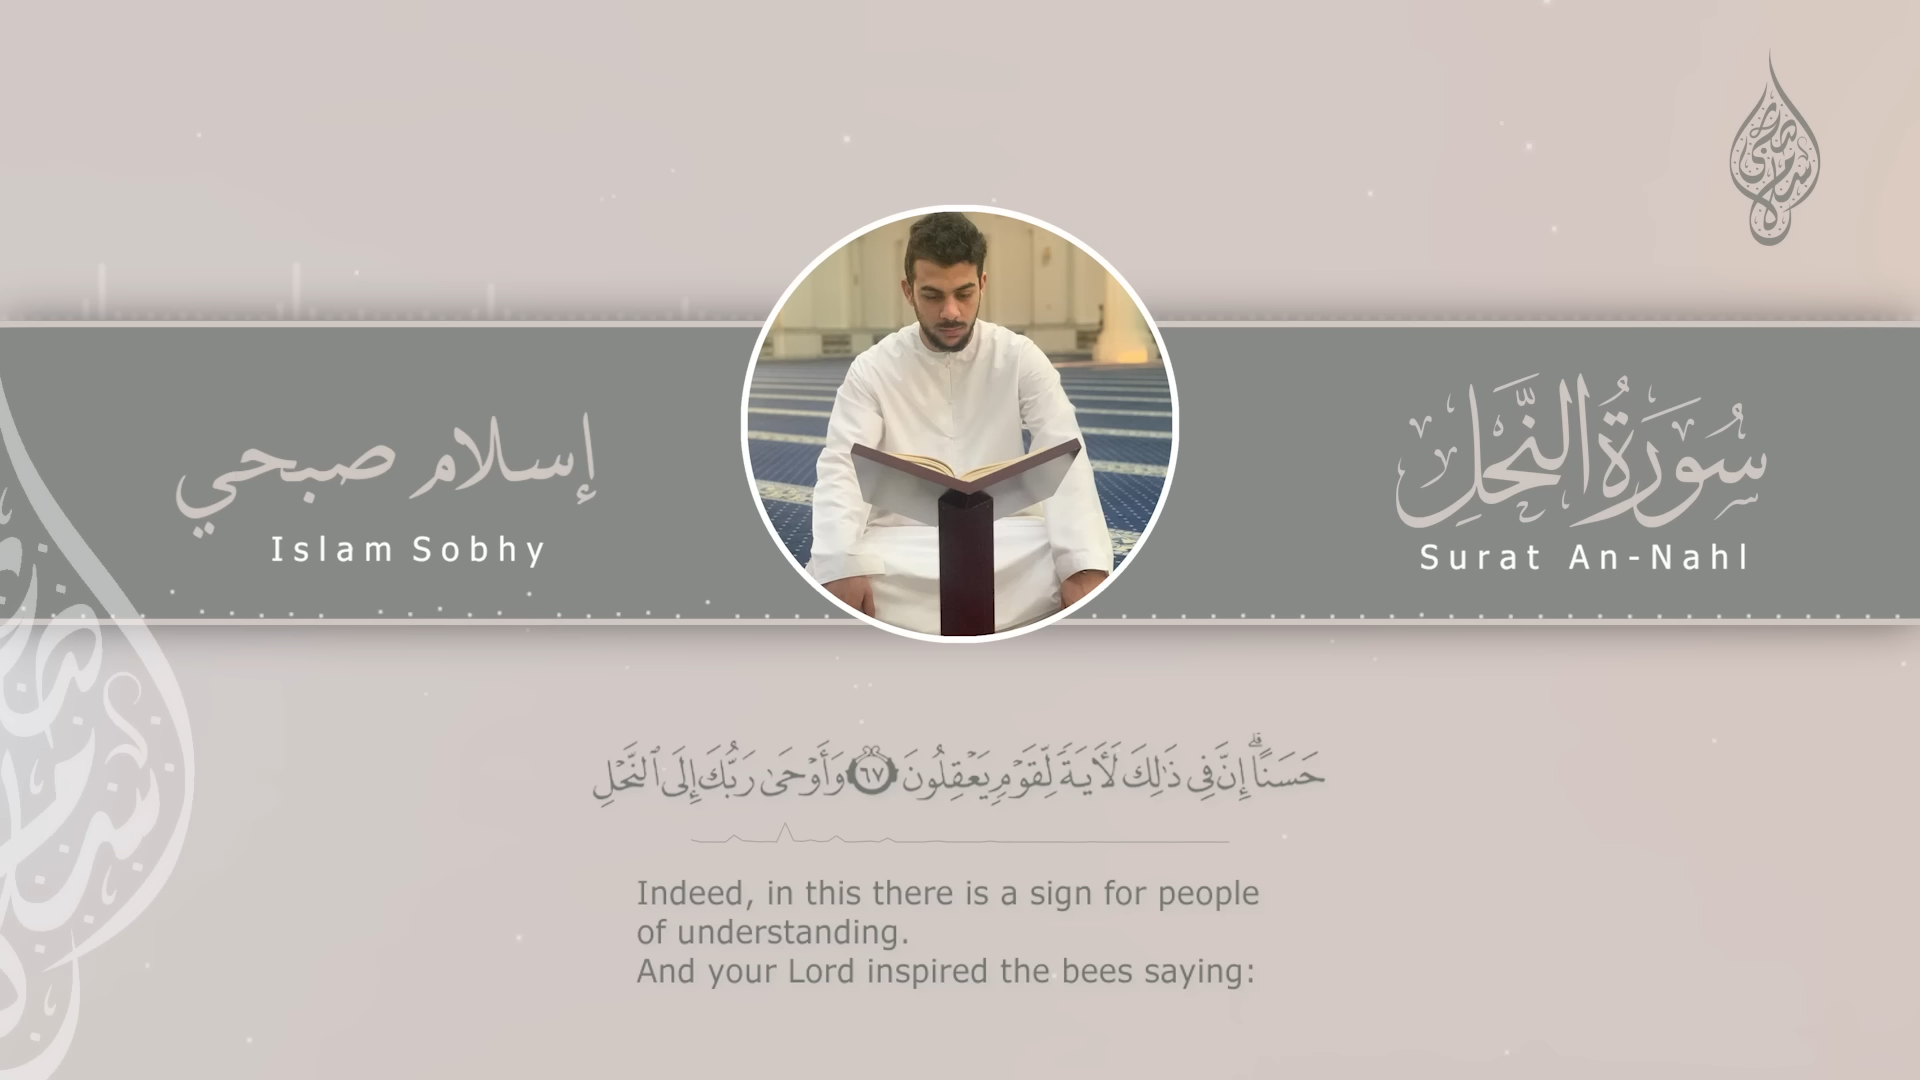 إسلام صبحي
Islam Sobhy
سُورَةُ النَّحلِ
Surat An-Nahl
حَسَنًاۗ إِنَّ فِي ذَٰلِكَ لَأٓيَةٗ لِّقَوۡمٖ يَعۡقِلُونَ ٦٧ وَأَوۡحَىٰ رَبُّكَ إِلَى ٱلنَّحۡلِ
Indeed, in this there is a sign for people
of understanding.
And your Lord inspired the bees saying: